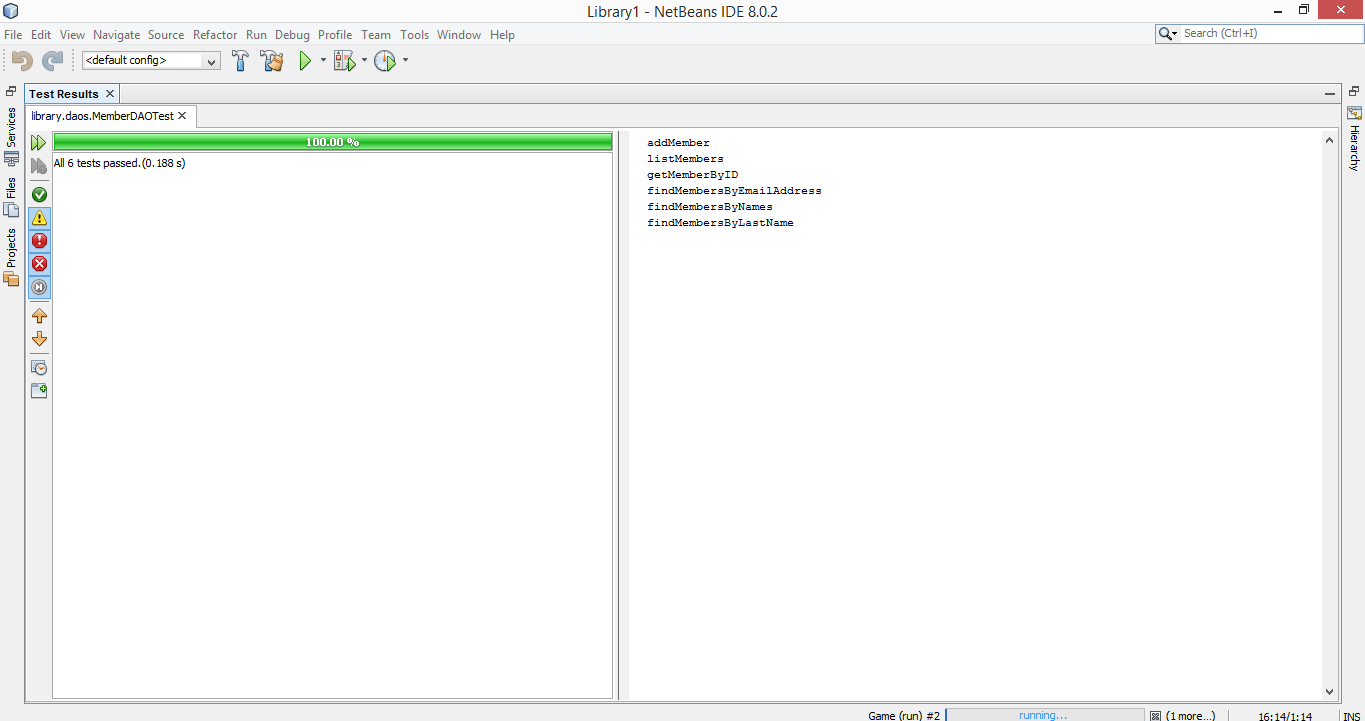 Library1 - NetBeans IDE 8.0.2
File Edit View Navigate Source Refactor Run Debug Profile Team Tools Window Help
Search (Ctrl+I)
<default config>
Test Results
library.daos.MemberDAOTest
Services
Files
Projects
Hierarchy
100.00 %
All 6 tests passed.(0.188 s)
addMember
listMembers
getMemberByID
findMembersByEmailAddress
findMembersByNames
findMembersByLastName
Game (run) #2 running... (1 more...) 16:14/1:14 INS